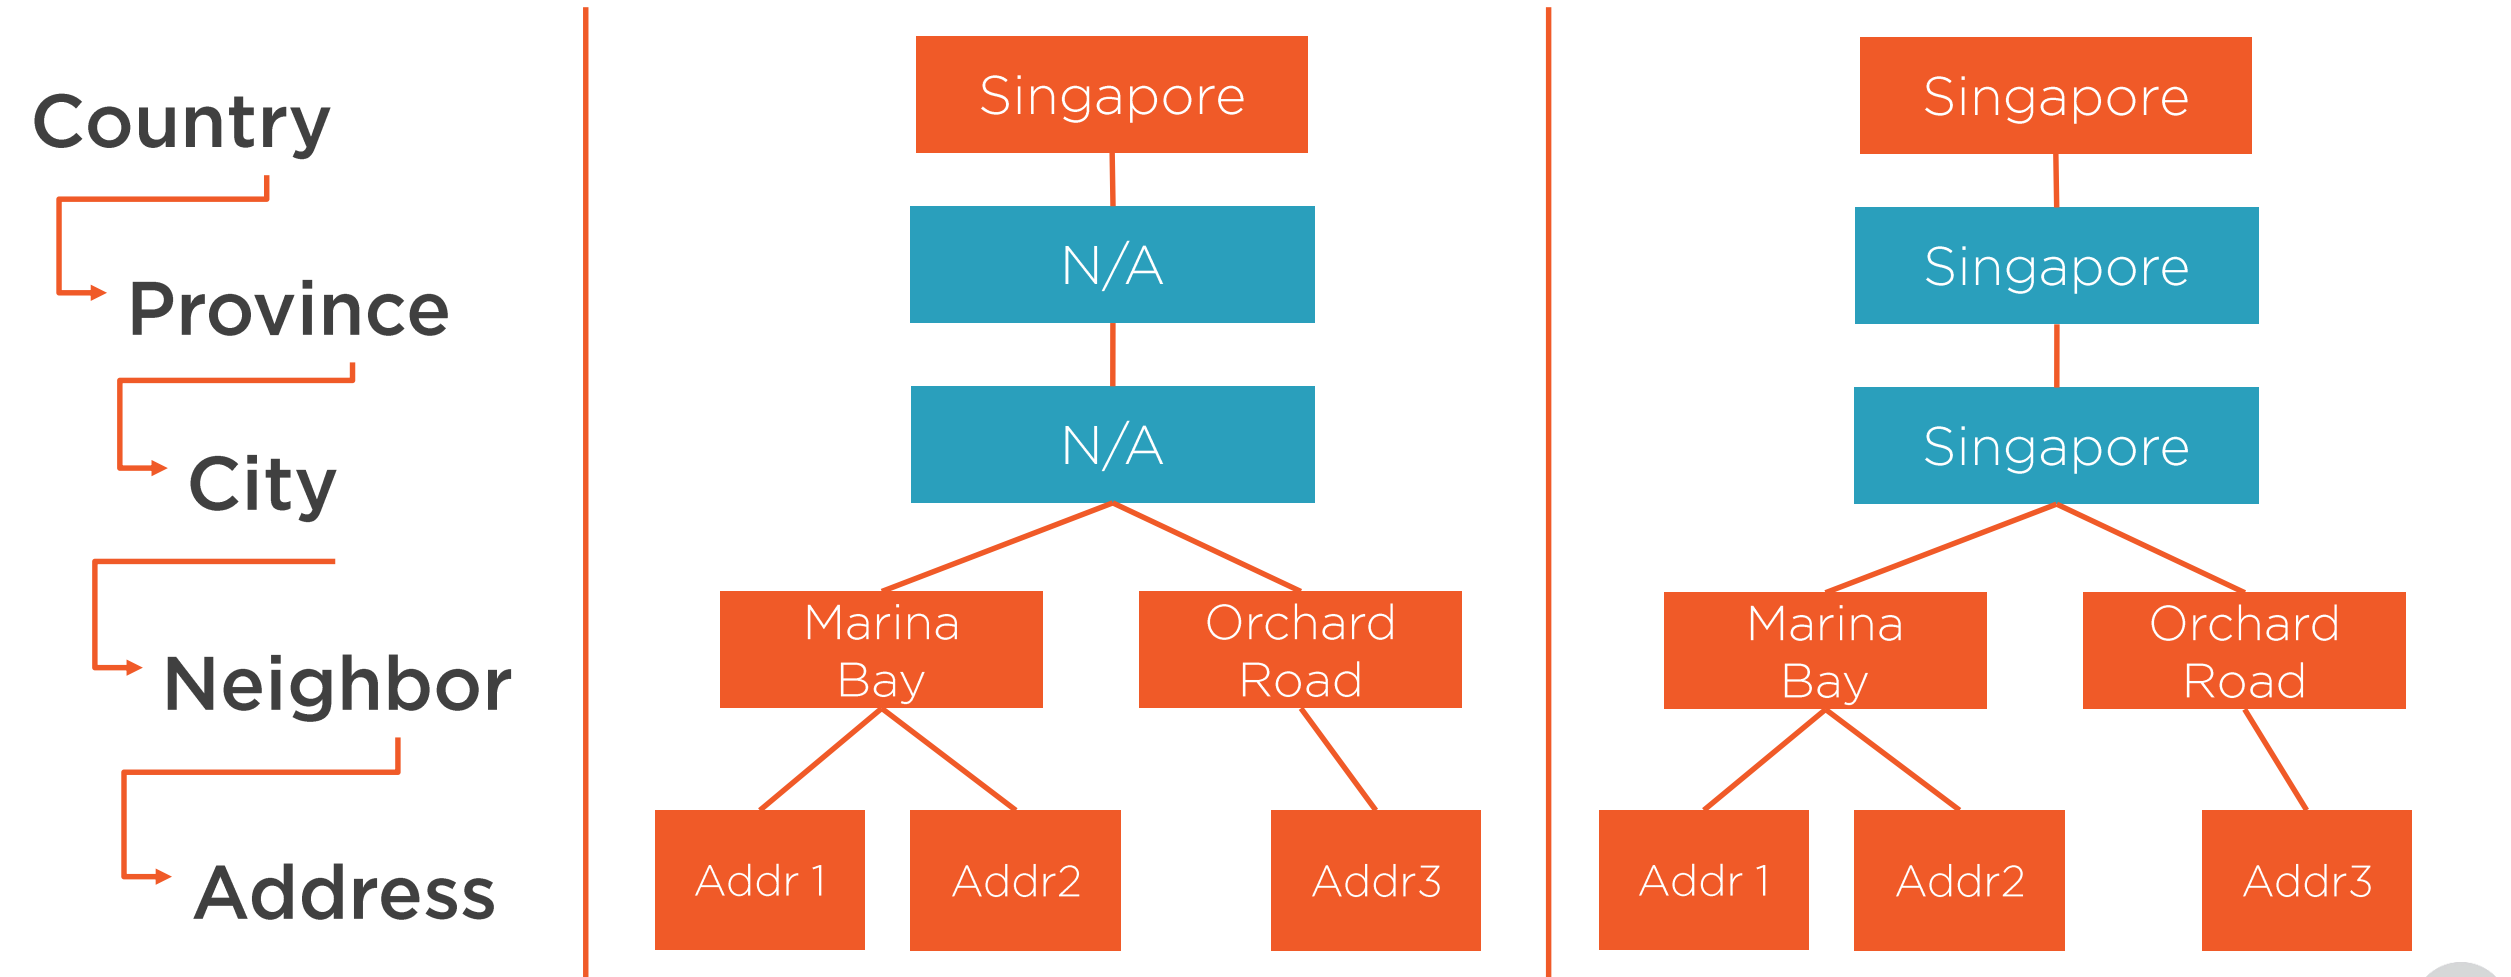 Country
Province
City
Neighbor
Address
Singapore
N/A
N/A
Marina
Bay
Orchard
Road
Addr 1
Addr2
Addr3
Singapore
Singapore
Singapore
Marina
Bay
Orchard
Road
Addr 1
Addr2
Addr3